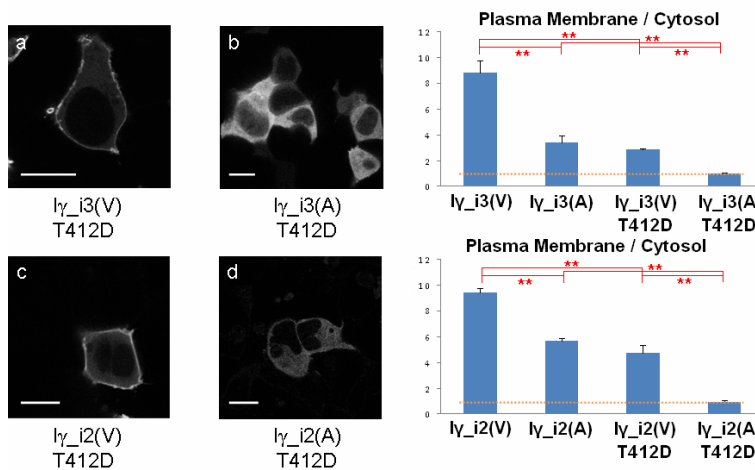 a
Iγ_i3(V)
T412D
b
Iγ_i3(A)
T412D
Plasma Membrane / Cytosol
12
10
8
6
4
2
0
**
**
**
**
Iγ_i3(V)
Iγ_i3(A)
Iγ_i3(V)
T412D
Iγ_i3(A)
T412D
c
Iγ_i2(V)
T412D
d
Iγ_i2(A)
T412D
Plasma Membrane / Cytosol
12
10
8
6
4
2
0
**
**
**
**
Iγ_i2(V)
Iγ_i2(A)
Iγ_i2(V)
T412D
Iγ_i2(A)
T412D